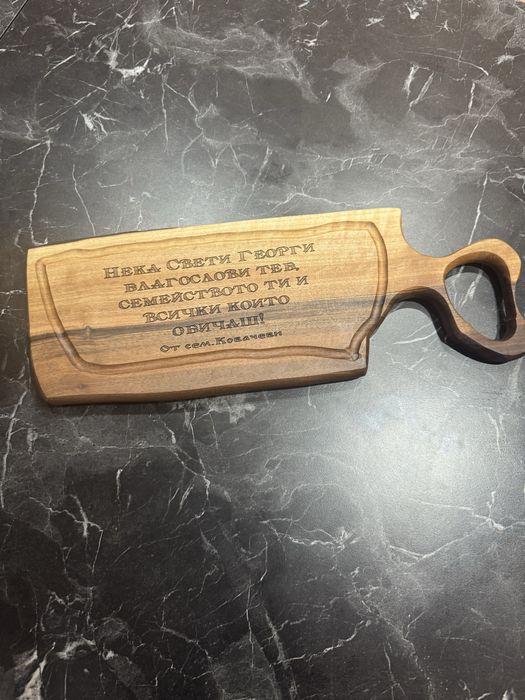 Нека Свети Георги
благослови теб,
семейството ти и
всички които
обичаш!
От сем. Ковачеви